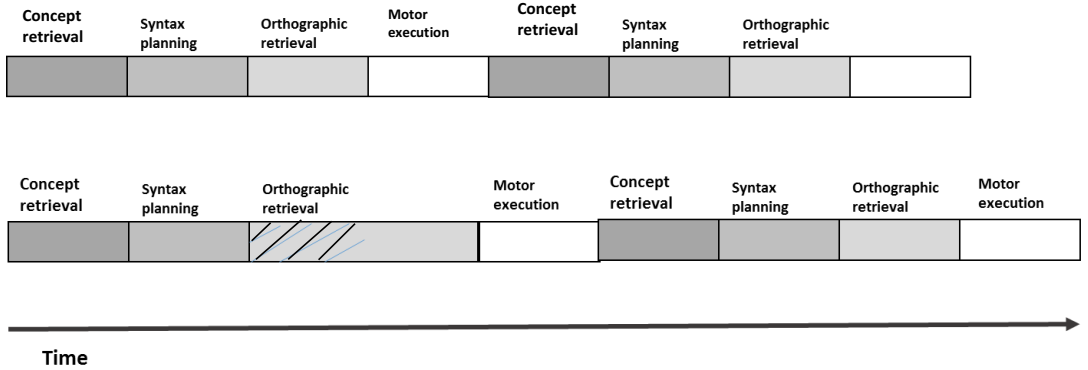 Concept
retrieval
Syntax
planning
Orthographic
retrieval
Motor
execution
Concept
retrieval
Syntax
planning
Orthographic
retrieval
Concept
retrieval
Syntax
planning
Orthographic
retrieval
Motor
execution
Concept
retrieval
Syntax
planning
Orthographic
retrieval
Motor
execution
Time